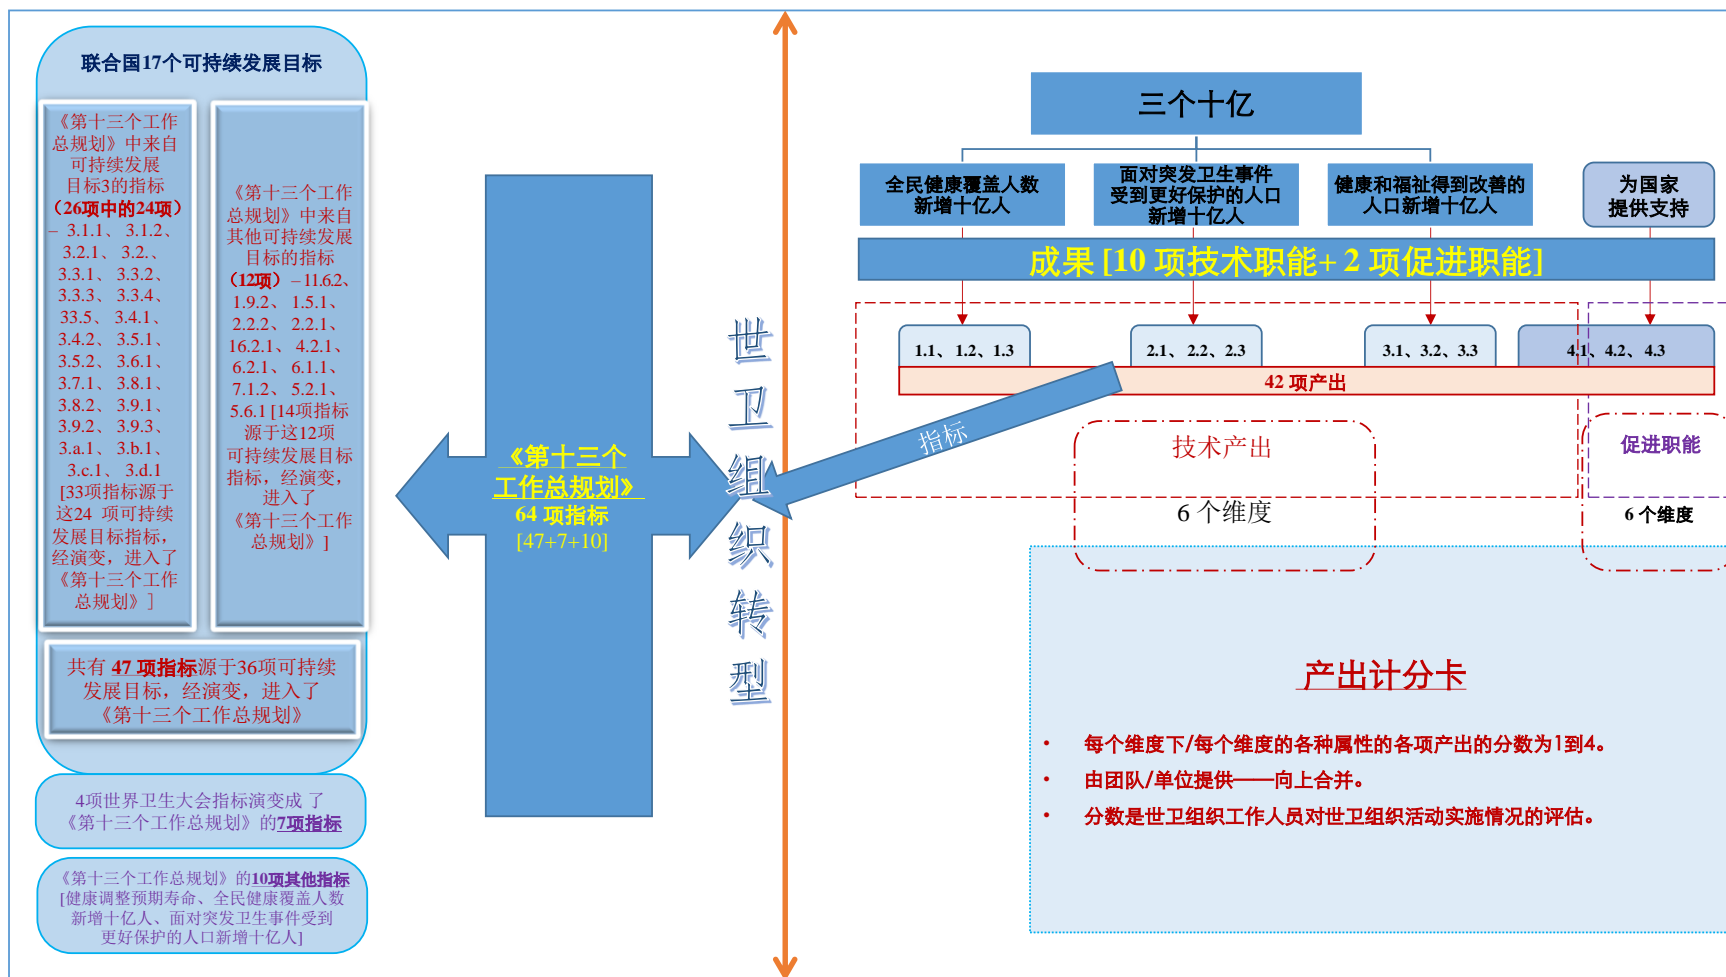 联合国17个可持续发展目标
《第十三个工作
总规划》中来自
可持续发展
目标3的指标
（26项中的24项）
– 3.1.1、 3.1.2、
3.2.1、 3.2.、
3.3.1、 3.3.2、
3.3.3、 3.3.4、
33.5、 3.4.1、
3.4.2、 3.5.1、
3.5.2、 3.6.1、
3.7.1、 3.8.1、
3.8.2、 3.9.1、
3.9.2、 3.9.3、
3.a.1、 3.b.1、
3.c.1、 3.d.1
[33项指标源于
这24 项可持续
发展目标指标，
经演变，进入了
《第十三个工作
总规划》]
《第十三个工作
总规划》中来自
其他可持续发展
目标的指标
（12项）–11.6.2、
1.9.2、 1.5.1、
2.2.2、 2.2.1、
16.2.1、 4.2.1、
6.2.1、 6.1.1、
7.1.2、 5.2.1、
5.6.1 [14项指标
源于这12项
可持续发展目标
指标，经演变，
进入了
《第十三个工作
总规划》]
共有 47 项指标源于36项可持续
发展目标，经演变，进入了
《第十三个工作总规划》
4项世界卫生大会指标演变成 了
《第十三个工作总规划》的7项指标
《第十三个工作总规划》的10项其他指标
[健康调整预期寿命、全民健康覆盖人数
新增十亿人、面对突发卫生事件受到
更好保护的人口新增十亿人]
《第十三个
工作总规划》
64 项指标
[47+7+10]
世
卫
组
织
转
型
三个十亿
全民健康覆盖人数
新增十亿人
面对突发卫生事件
受到更好保护的人口
新增十亿人
健康和福祉得到改善的
人口新增十亿人
为国家
提供支持
成果 [10 项技术职能+ 2 项促进职能]
1.1、 1.2、1.3
2.1、 2.2、2.3
3.1、3.2、3.3
4.1、4.2、4.3
42 项产出
指标
技术产出
6 个维度
促进职能
6 个维度
产出计分卡
• 每个维度下/每个维度的各种属性的各项产出的分数为1到4。
• 由团队/单位提供——向上合并。
• 分数是世卫组织工作人员对世卫组织活动实施情况的评估。